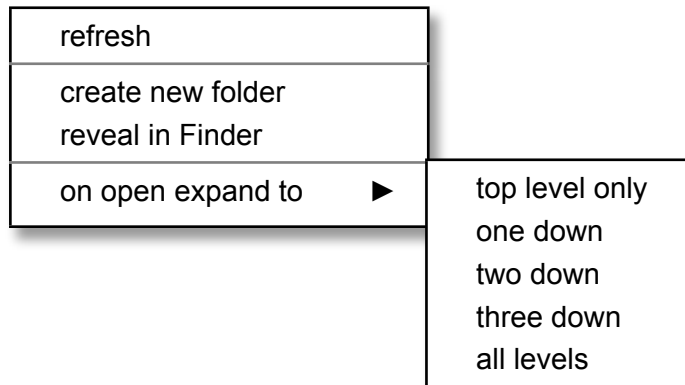 refresh
create new folder
reveal in Finder
on open expand to ►
top level only
one down
two down
three down
all levels